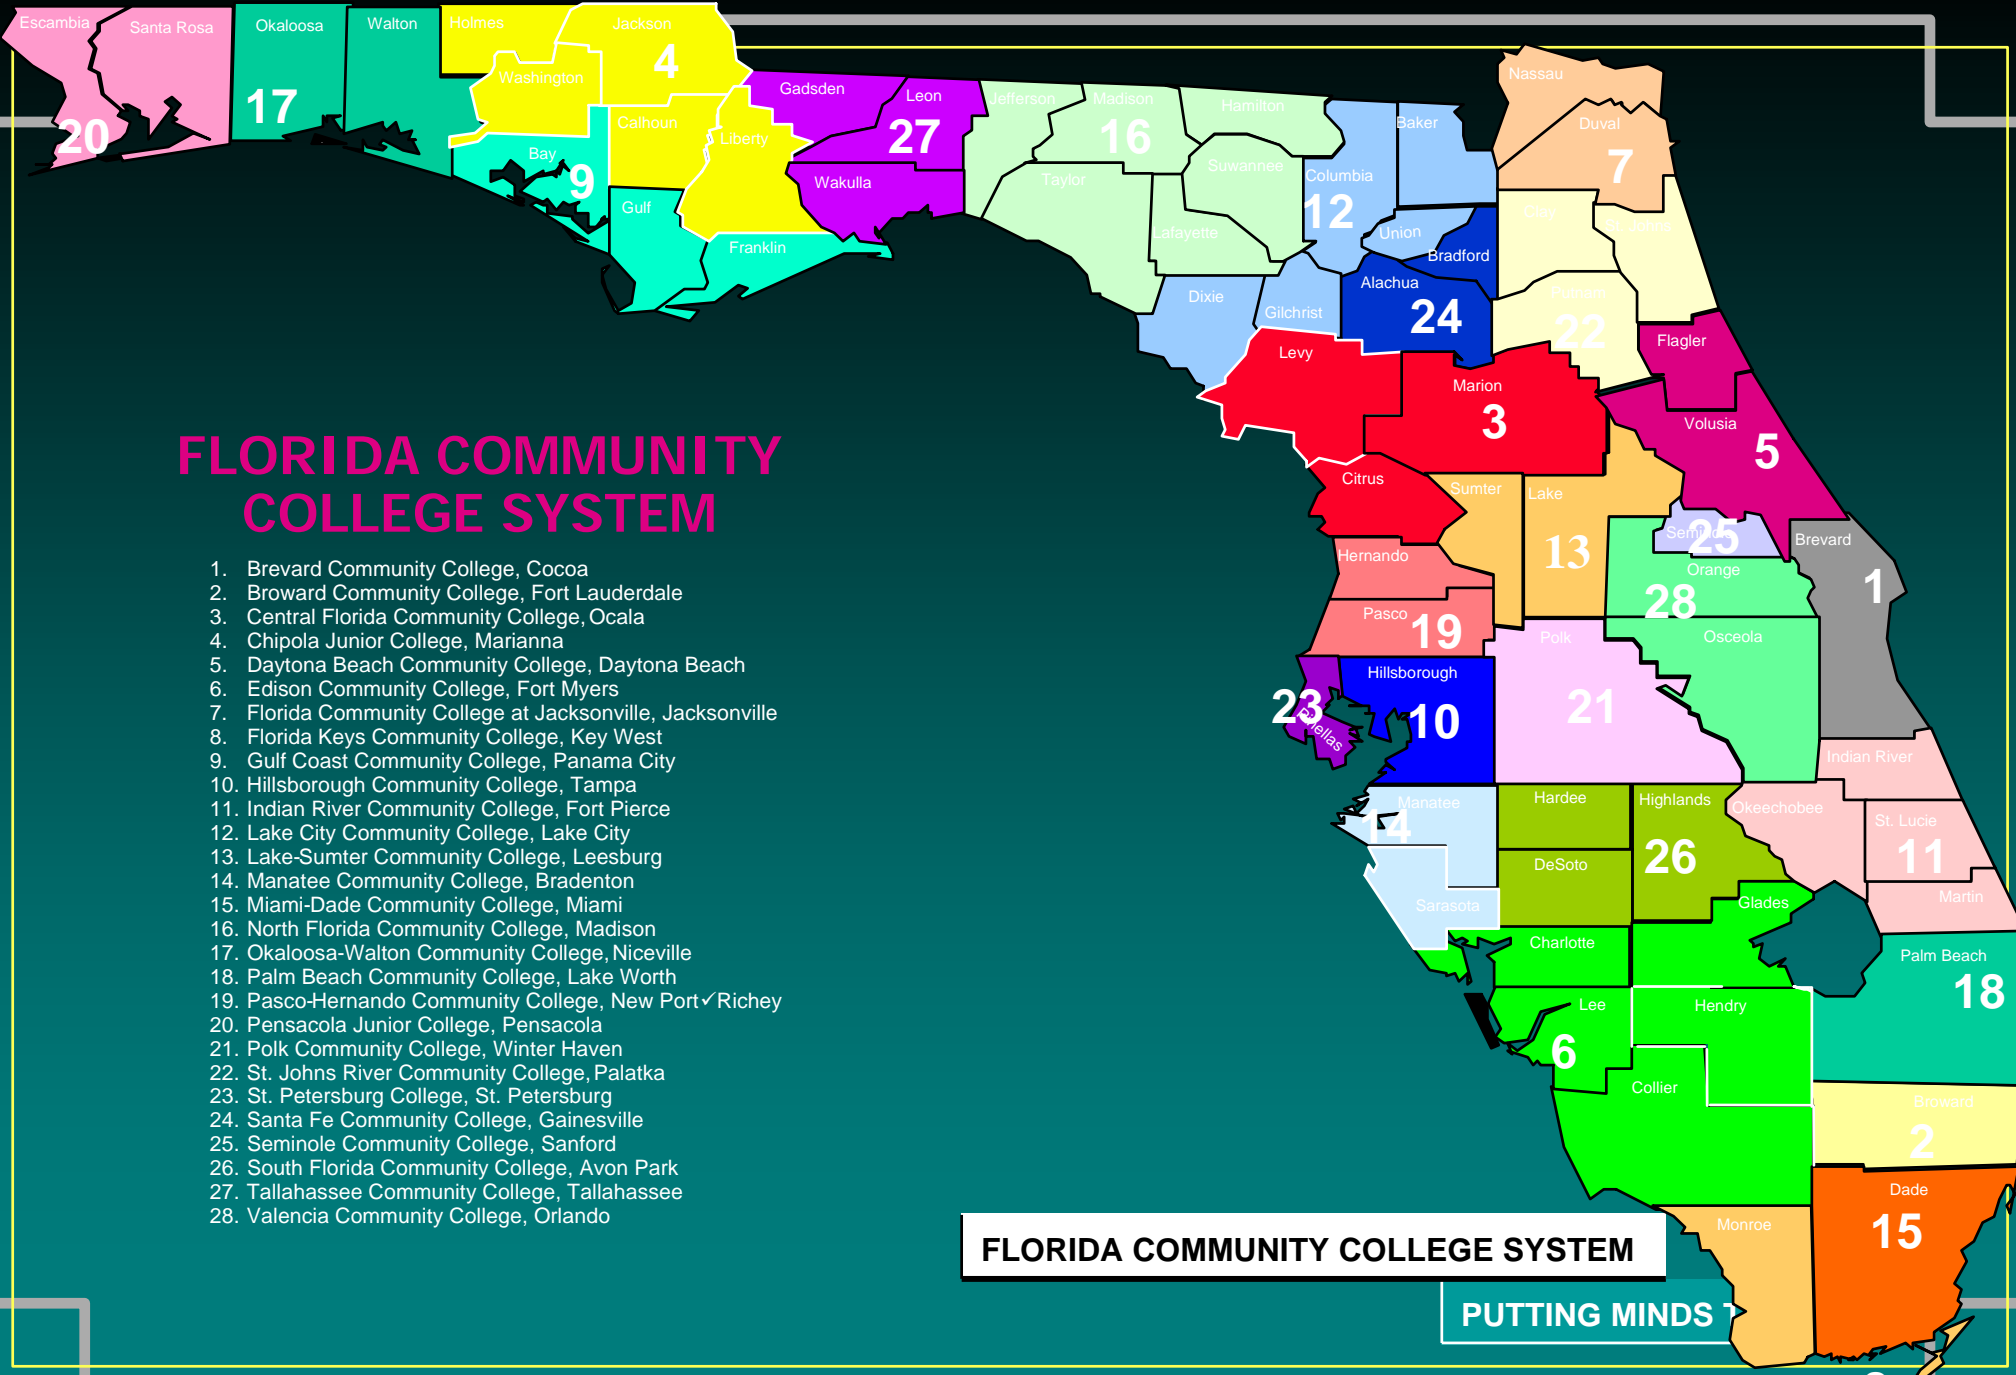 Escambia
Santa Rosa
20
Okaloosa
17
Walton
Holmes
Washington
Jackson
4
Calhoun
Liberty
Bay
9
Gulf
Franklin
Gadsden
Leon
27
Wakulla
Jefferson
Madison
16
Hamilton
Taylor
Suwannee
Lafayette
Columbia
12
Baker
Union
Bradford
Dixie
Gilchrist
Alachua
24
Nassau
Duval
7
Clay
St. Johns
Putnam
22
Flagler
Volusia
5
Levy
Marion
3
Citrus
Sumter
Lake
13
Seminole
25
Orange
28
Osceola
Brevard
1
Hernando
Pasco
19
Pinellas
23
Hillsborough
10
Polk
21
Indian River
Okeechobee
St. Lucie
11
Martin
Manatee
14
Sarasota
Hardee
DeSoto
Highlands
26
Glades
Charlotte
Lee
6
Hendry
Collier
Palm Beach
18
Broward
2
Dade
15
Monroe
FLORIDA COMMUNITY
COLLEGE SYSTEM
1. Brevard Community College, Cocoa
2. Broward Community College, Fort Lauderdale
3. Central Florida Community College, Ocala
4. Chipola Junior College, Marianna
5. Daytona Beach Community College, Daytona Beach
6. Edison Community College, Fort Myers
7. Florida Community College at Jacksonville, Jacksonville
8. Florida Keys Community College, Key West
9. Gulf Coast Community College, Panama City
10. Hillsborough Community College, Tampa
11. Indian River Community College, Fort Pierce
12. Lake City Community College, Lake City
13. Lake-Sumter Community College, Leesburg
14. Manatee Community College, Bradenton
15. Miami-Dade Community College, Miami
16. North Florida Community College, Madison
17. Okaloosa-Walton Community College, Niceville
18. Palm Beach Community College, Lake Worth
19. Pasco-Hernando Community College, New Port✓Richey
20. Pensacola Junior College, Pensacola
21. Polk Community College, Winter Haven
22. St. Johns River Community College, Palatka
23. St. Petersburg College, St. Petersburg
24. Santa Fe Community College, Gainesville
25. Seminole Community College, Sanford
26. South Florida Community College, Avon Park
27. Tallahassee Community College, Tallahassee
28. Valencia Community College, Orlando
FLORIDA COMMUNITY COLLEGE SYSTEM
PUTTING MINDS